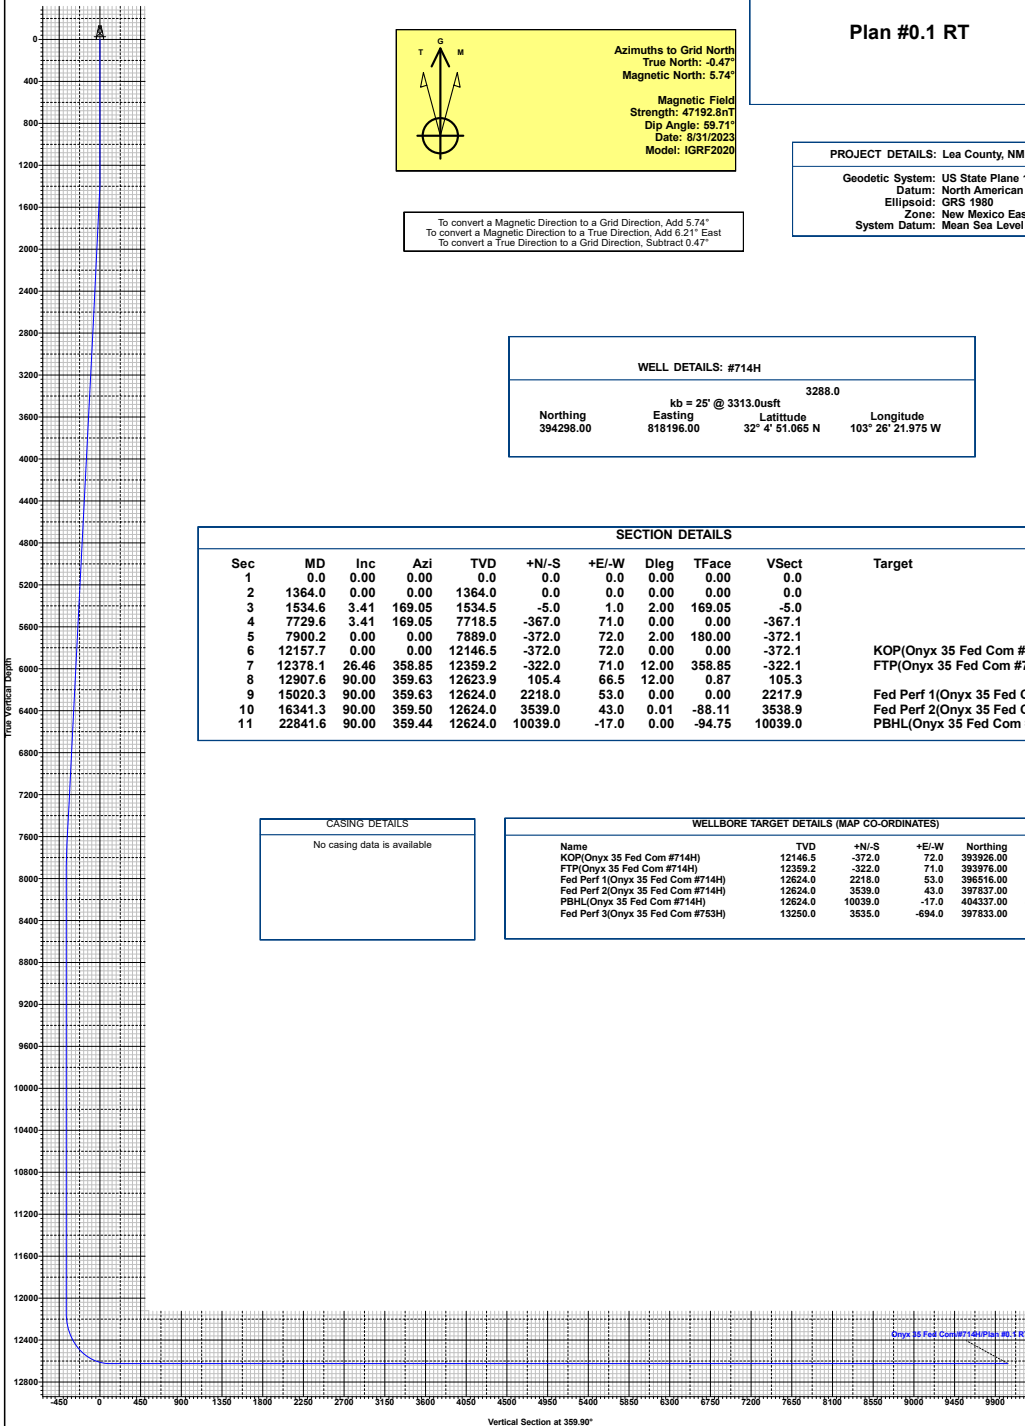 Plan #0.1 RT
G
T M
Azimuths to Grid North
True North: -0.47°
Magnetic North: 5.74°
Magnetic Field
Strength: 47192.8nT
Dip Angle: 59.71°
Date: 8/31/2023
Model: IGRF2020
To convert a Magnetic Direction to a Grid Direction, Add 5.74°
To convert a Magnetic Direction to a True Direction, Add 6.21° East
To convert a True Direction to a Grid Direction, Subtract 0.47°
PROJECT DETAILS: Lea County, NM
Geodetic System: US State Plane 1
Datum: North American
Ellipsoid: GRS 1980
Zone: New Mexico Eas
System Datum: Mean Sea Level
WELL DETAILS: #714H
3288.0
kb = 25' @ 3313.0usft
Northing Easting Latittude Longitude
394298.00 818196.00 32° 4' 51.065 N 103° 26' 21.975 W
SECTION DETAILS
Sec MD Inc Azi TVD +N/-S +E/-W Dleg TFace VSect Target
1 0.0 0.00 0.00 0.0 0.0 0.0 0.00 0.00 0.0
2 1364.0 0.00 0.00 1364.0 0.0 0.0 0.00 0.00 0.0
3 1534.6 3.41 169.05 1534.5 -5.0 1.0 2.00 169.05 -5.0
4 7729.6 3.41 169.05 7718.5 -367.0 71.0 0.00 0.00 -367.1
5 7900.2 0.00 0.00 7889.0 -372.0 72.0 2.00 180.00 -372.1
6 12157.7 0.00 0.00 12146.5 -372.0 72.0 0.00 0.00 -372.1 KOP(Onyx 35 Fed Com #
7 12378.1 26.46 358.85 12359.2 -322.0 71.0 12.00 358.85 -322.1 FTP(Onyx 35 Fed Com #7
8 12907.6 90.00 359.63 12623.9 105.4 66.5 12.00 0.87 105.3
9 15020.3 90.00 359.63 12624.0 2218.0 53.0 0.00 0.00 2217.9 Fed Perf 1(Onyx 35 Fed C
10 16341.3 90.00 359.50 12624.0 3539.0 43.0 0.01 -88.11 3538.9 Fed Perf 2(Onyx 35 Fed C
11 22841.6 90.00 359.44 12624.0 10039.0 -17.0 0.00 -94.75 10039.0 PBHL(Onyx 35 Fed Com
CASING DETAILS
No casing data is available
WELLBORE TARGET DETAILS (MAP CO-ORDINATES)
Name TVD +N/-S +E/-W Northing
KOP(Onyx 35 Fed Com #714H) 12146.5 -372.0 72.0 393926.00
FTP(Onyx 35 Fed Com #714H) 12359.2 -322.0 71.0 393976.00
Fed Perf 1(Onyx 35 Fed Com #714H) 12624.0 2218.0 53.0 396516.00
Fed Perf 2(Onyx 35 Fed Com #714H) 12624.0 3539.0 43.0 397837.00
PBHL(Onyx 35 Fed Com #714H) 12624.0 10039.0 -17.0 404337.00
Fed Perf 3(Onyx 35 Fed Com #753H) 13250.0 3535.0 -694.0 397833.00
True Vertical Depth
0
400
800
1200
1600
2000
2400
2800
3200
3600
4000
4400
4800
5200
5600
6000
6400
6800
7200
7600
8000
8400
8800
9200
9600
10000
10400
10800
11200
11600
12000
12400
12800
Onyx 35 Fed Com/#714H/Plan #0.1 RT
-450 0 450 900 1350 1800 2250 2700 3150 3600 4050 4500 4950 5400 5850 6300 6750 7200 7650 8100 8550 9000 9450 9900
Vertical Section at 359.90°